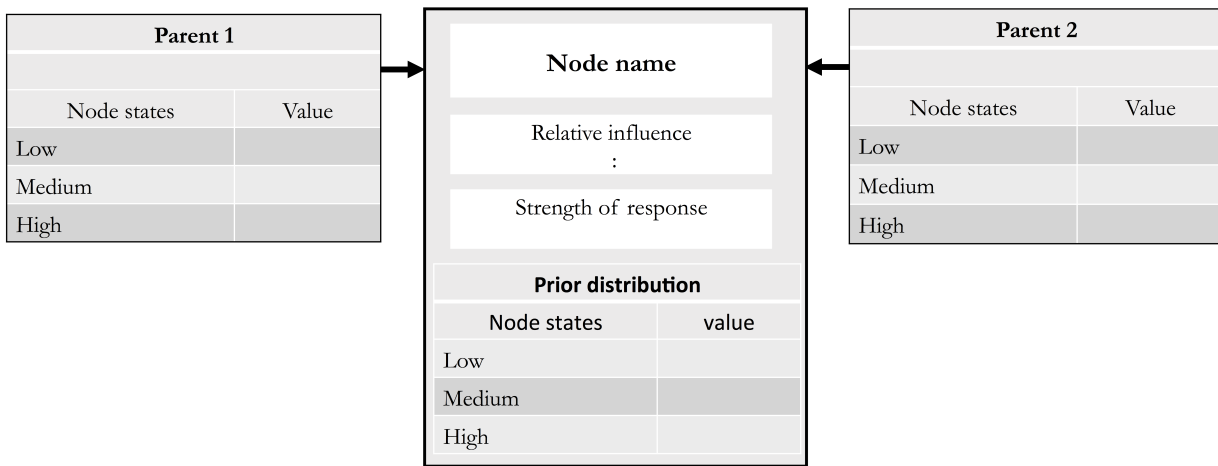 Parent 1
Node states Value
Low
Medium
High
Node name
Relative influence
:
Strength of response
Prior distribution
Node states value
Low
Medium
High
Parent 2
Node states Value
Low
Medium
High